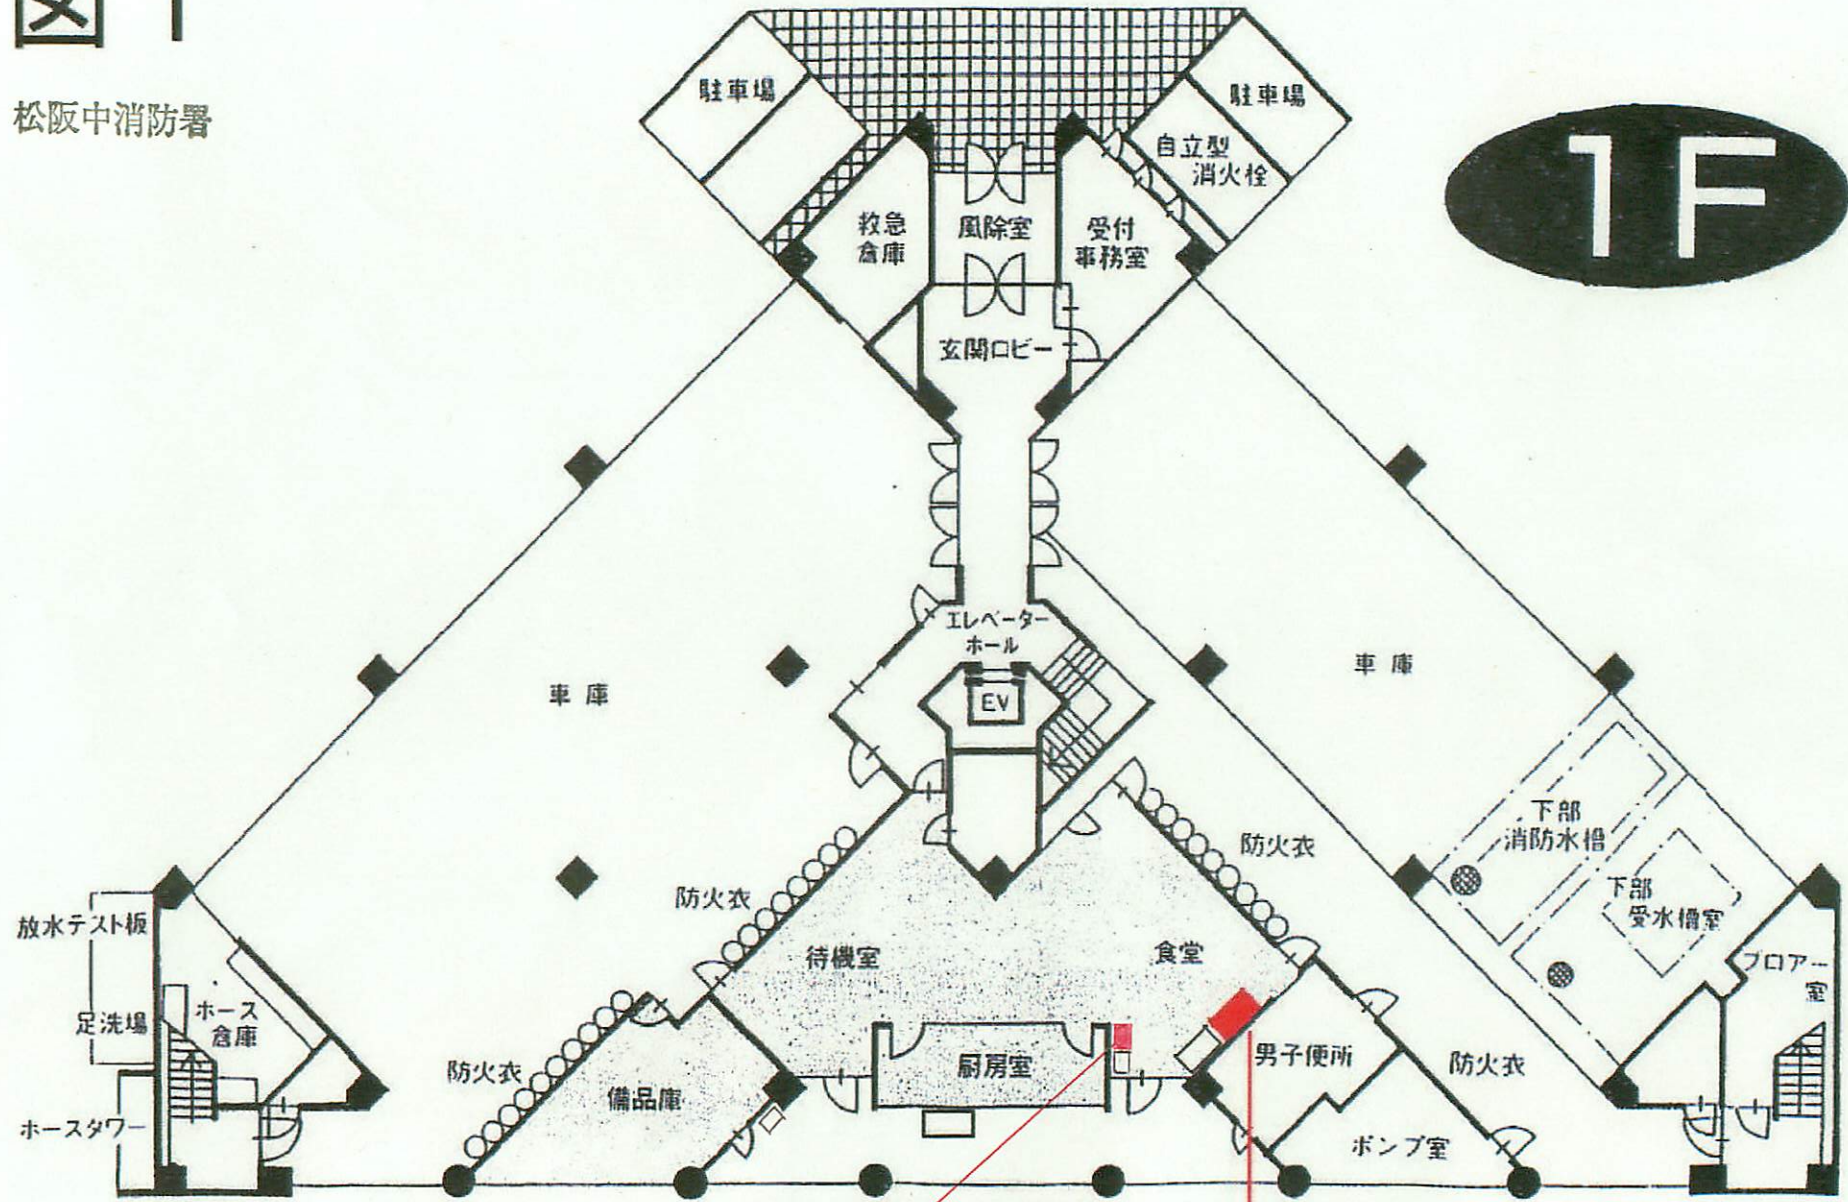 図1
松阪中消防署
1F
駐車場
駐車場
自立型
消火栓
救急
倉庫
風除室
受付
事務室
玄関ロビー
エレベーター
ホール
EV
車庫
車庫
下部
消防水槽
下部
受水槽室
防火衣
防火衣
放水テスト板
待機室
食堂
ブロアー
室
足洗場
ホース
倉庫
防火衣
備品庫
厨房室
男子便所
防火衣
ホースタワー
ポンプ室